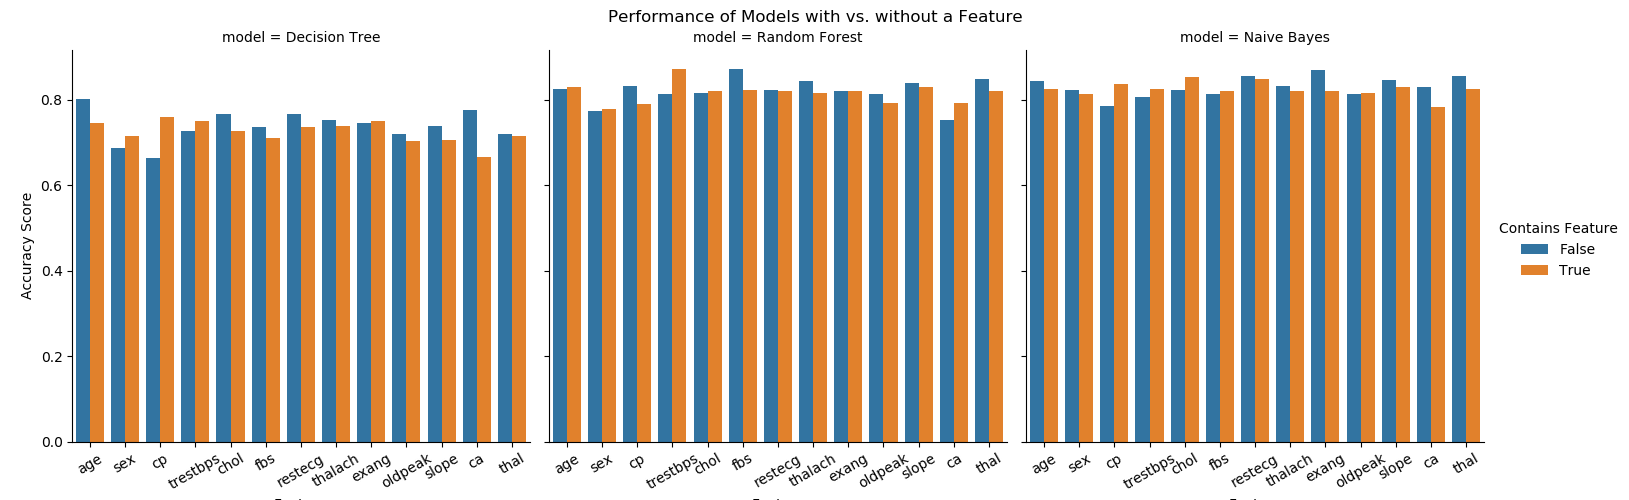 Performance of Models with vs. without a Feature
model = Decision Tree
model = Random Forest
model = Naive Bayes
Accuracy Score
0.8
0.6
0.4
0.2
0.0
age sex cp trestbps chol fbs restecg thalach exang oldpeak slope ca thal
age sex cp trestbps chol fbs restecg thalach exang oldpeak slope ca thal
age sex cp trestbps chol fbs restecg thalach exang oldpeak slope ca thal
Contains Feature
False
True